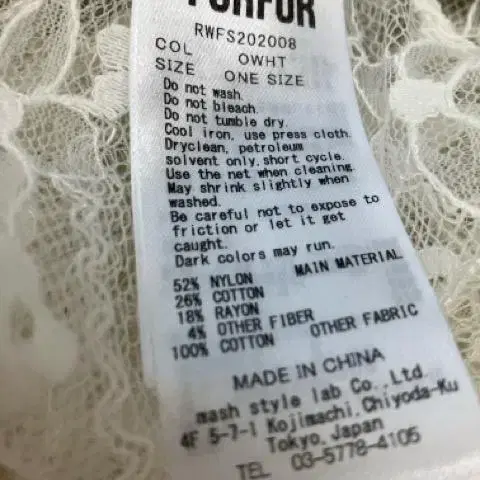 FURFUR
RWFS202008
COL OWHT
SIZE ONE SIZE
Do not wash.
Do not bleach.
Do not tumble dry.
Cool iron, use press cloth.
Dryclean, petroleum
solvent only,short cycle.
Use the net when cleaning.
May shrink slightly when
washed.
Be careful not to expose to
friction or let it get
caught.
Dark colors may run.
52% NYLON MAIN MATERIAL
26% COTTON
18% RAYON
4% OTHER FIBER
100% COTTON OTHER FABRIC
MADE IN CHINA
mash style lab Co.,Ltd.
4F 5-7-1 Kojimachi,Chiyoda-Ku
Tokyo,Japan
TEL 03-5778-4105